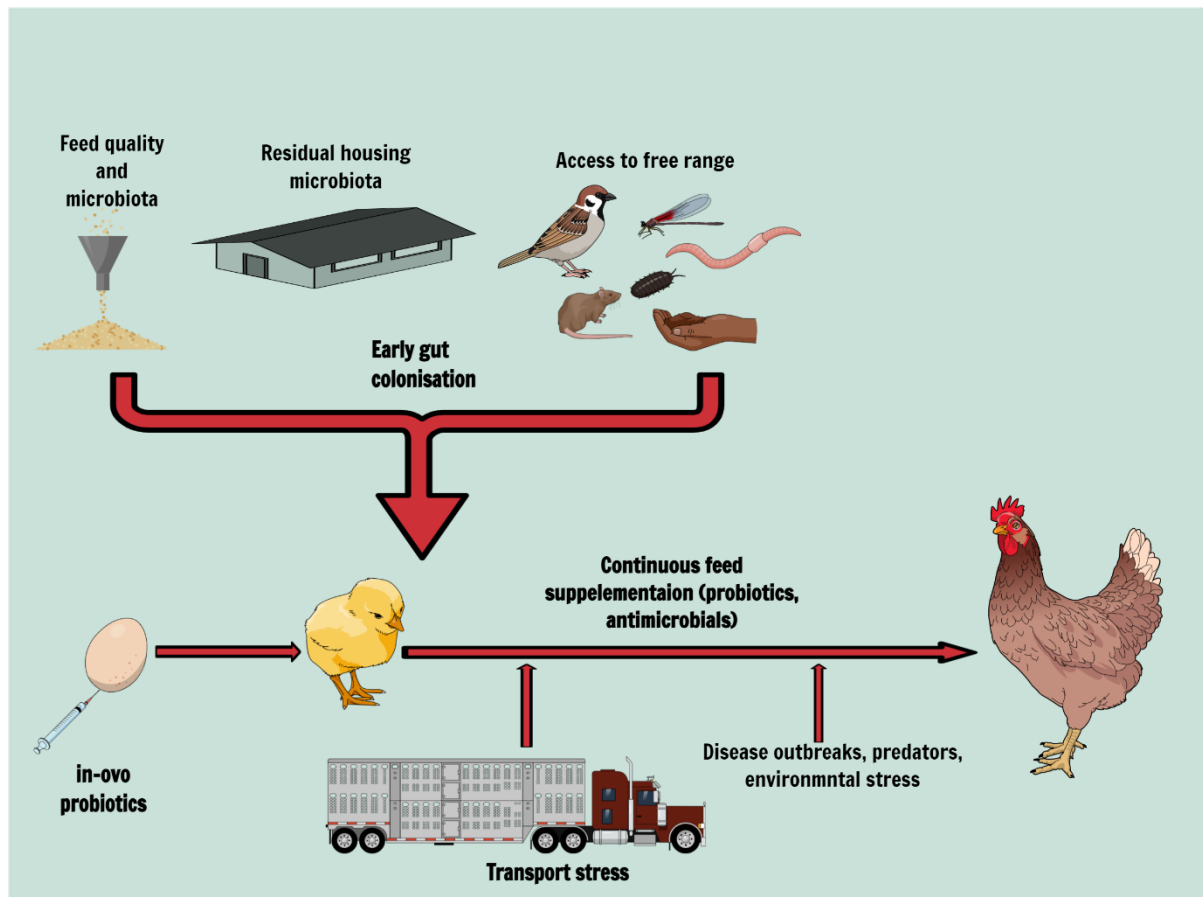 Feed quality
and
microbiota
Residual housing
microbiota
Access to free range
Early gut
colonisation
Continuous feed
suppelementaion (probiotics,
antimicrobials)
in-ovo
probiotics
Disease outbreaks, predators,
environmntal stress
Transport stress